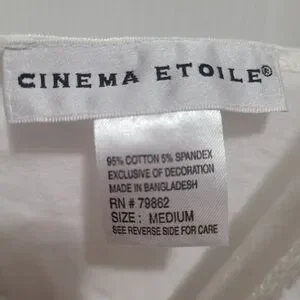 CINEMA ETOILE®
95% COTTON 5% SPANDEX
EXCLUSIVE OF DECORATION
MADE IN BANGLADESH
RN # 79862
SIZE: MEDIUM
SEE REVERSE SIDE FOR CARE